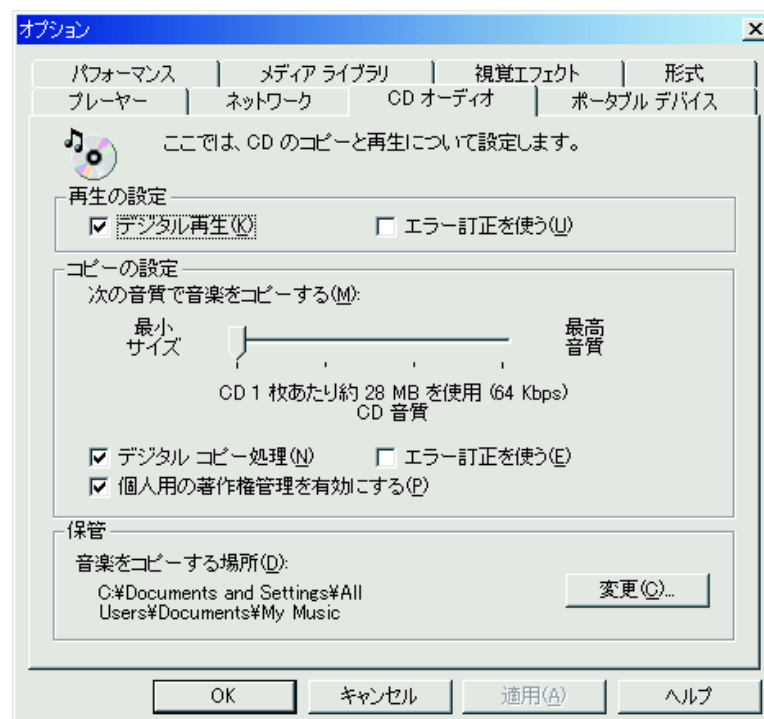 オプション
パフォーマンス メディア ライブラリ 視覚エフェクト 形式
プレーヤー ネットワーク CD オーディオ ポータブル デバイス
ここでは、CD のコピーと再生について設定します。
再生の設定
デジタル再生(K) エラー訂正を使う(U)
コピーの設定
次の音質で音楽をコピーする(M):
最小
サイズ
最高
音質
CD 1 枚あたり約 28 MB を使用 (64 Kbps)
CD 音質
デジタル コピー処理(N) エラー訂正を使う(E)
個人用の著作権管理を有効にする(P)
保管
音楽をコピーする場所(D):
C:¥Documents and Settings¥All
Users¥Documents¥My Music
変更(C)...
OK キャンセル 適用(A) ヘルプ